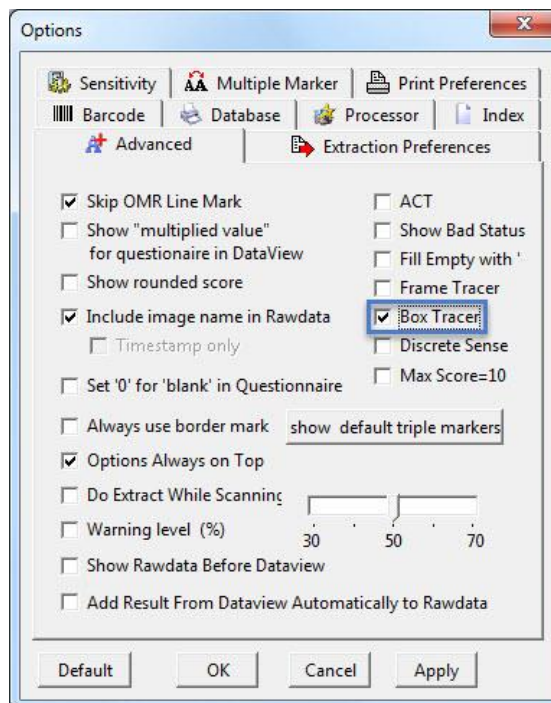 Options
Sensitivity
Multiple Marker
Print Preferences
Barcode
Database
Processor
Index
Advanced
Extraction Preferences
Skip OMR Line Mark
Show "multiplied value"
for questionaire in DataView
Show rounded score
Include image name in Rawdata
Timestamp only
Set '0' for 'blank' in Questionnaire
Always use border mark
Options Always on Top
Do Extract While Scanning
Warning level (%)
Show Rawdata Before Dataview
Add Result From Dataview Automatically to Rawdata
ACT
Show Bad Status
Fill Empty with '
Frame Tracer
Box Tracer
Discrete Sense
Max Score=10
show default triple markers
30 50 70
Default
OK
Cancel
Apply